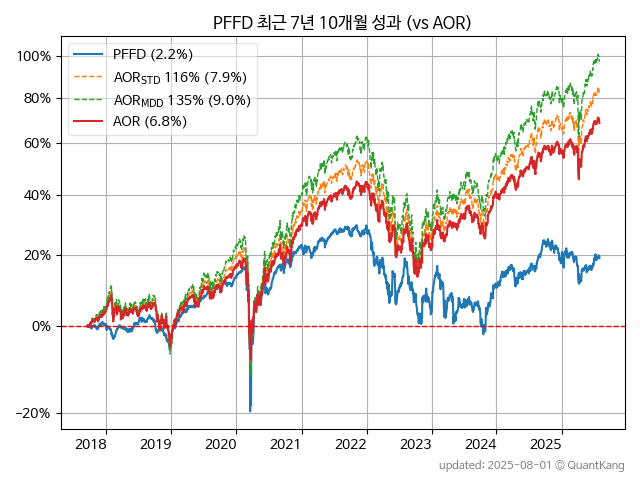 PFFD 최근 7년 10개월 성과 (vs AOR)
PFFD (2.2%)
AOR_STD 116% (7.9%)
AOR_MDD 135% (9.0%)
AOR (6.8%)
100%
80%
60%
40%
20%
0%
−20%
2018 2019 2020 2021 2022 2023 2024 2025
updated: 2025-08-01 © QuantKang